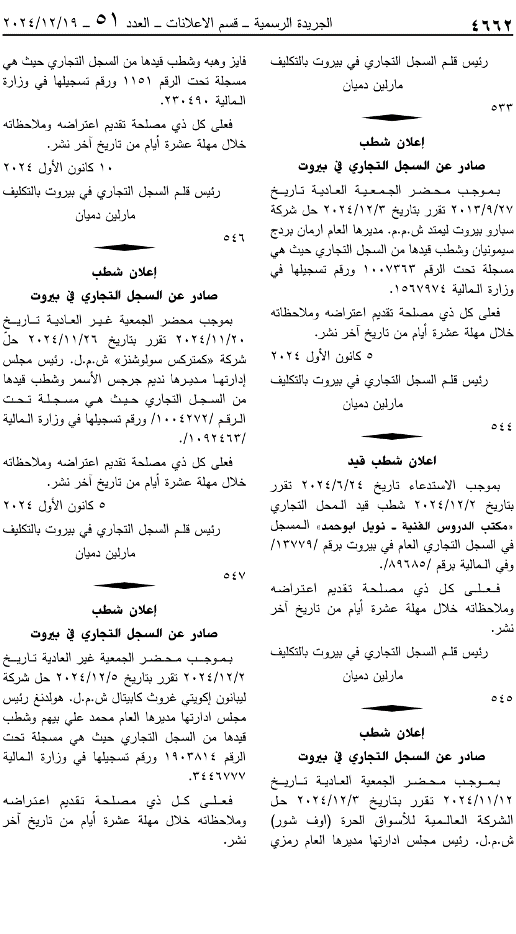 ٤٦٦٢
الجريدة الرسمية ــ قسم الاعلانات ــ العدد ٥١ ــ ٢٠٢٤/١٢/١٩
رئيس قلم السجل التجاري في بيروت بالتكليف
مارلين دميان
٥٣٣
إعلان شطب
صادر عن السجل التجاري في بيروت
بموجب محضر الجمعية العادية تاريخ
٢٠١٣/٩/٢٧ تقرر بتاريخ ٢٠٢٤/١٢/٣ حل شركة
سبارو بيروت ليمتد ش.م.م. مديرها العام ارمان بردج
سيمونيان وشطب قيدها من السجل التجاري حيث هي
مسجلة تحت الرقم ١٠٠٧٣٦٣ ورقم تسجيلها في
وزارة المالية ١٥٦٧٩٧٤.
فعلى كل ذي مصلحة تقديم اعتراضه وملاحظاته
خلال مهلة عشرة أيام من تاريخ آخر نشر.
٥ كانون الأول ٢٠٢٤
رئيس قلم السجل التجاري في بيروت بالتكليف
مارلين دميان
٥٤٤
اعلان شطب قيد
بموجب الاستدعاء تاريخ ٢٠٢٤/٦/٢٤ تقرر
بتاريخ ٢٠٢٤/١٢/٢ شطب قيد المحل التجاري
«مكتب الدروس الفنية ــ نوبل ابوحمد» المسجل
في السجل التجاري العام في بيروت برقم /١٣٧٧٩/
وفي المالية برقم /٨٩٦٨٥/.
فعلى كل ذي مصلحة تقديم اعتراضه
وملاحظاته خلال مهلة عشرة أيام من تاريخ آخر
نشر.
رئيس قلم السجل التجاري في بيروت بالتكليف
مارلين دميان
٥٤٥
إعلان شطب
صادر عن السجل التجاري في بيروت
بموجب محضر الجمعية العادية تاريخ
٢٠٢٤/١١/١٢ تقرر بتاريخ ٢٠٢٤/١٢/٣ حل
الشركة العالمية للأسواق الحرة (اوف شور)
ش.م.ل. رئيس مجلس ادارتها مديرها العام رمزي
فايز وهبه وشطب قيدها من السجل التجاري حيث هي
مسجلة تحت الرقم ١١٥١ ورقم تسجيلها في وزارة
المالية ٢٣٠٤٩٠.
فعلى كل ذي مصلحة تقديم اعتراضه وملاحظاته
خلال مهلة عشرة أيام من تاريخ آخر نشر.
١٠ كانون الأول ٢٠٢٤
رئيس قلم السجل التجاري في بيروت بالتكليف
مارلين دميان
٥٤٦
إعلان شطب
صادر عن السجل التجاري في بيروت
بموجب محضر الجمعية غير العادية تاريخ
٢٠٢٤/١١/٢٠ تقرر بتاريخ ٢٠٢٤/١١/٢٦ حلّ
شركة «كمتركس سولوشنز» ش.م.ل. رئيس مجلس
إدارتها مديرها نديم جرجس الأسمر وشطب قيدها
من السجل التجاري حيث هي مسجلة تحت
الرقم /١٠٠٤٢٧٢/ ورقم تسجيلها في وزارة المالية
/١٠٩٢٤٦٣/.
فعلى كل ذي مصلحة تقديم اعتراضه وملاحظاته
خلال مهلة عشرة أيام من تاريخ آخر نشر.
٥ كانون الأول ٢٠٢٤
رئيس قلم السجل التجاري في بيروت بالتكليف
مارلين دميان
٥٤٧
إعلان شطب
صادر عن السجل التجاري في بيروت
بموجب محضر الجمعية غير العادية تاريخ
٢٠٢٤/١٢/٢ تقرر بتاريخ ٢٠٢٤/١٢/٥ حل شركة
ليبانون إكويتي غروث كابيتال ش.م.ل. هولدنغ رئيس
مجلس ادارتها مديرها العام محمد علي بيهم وشطب
قيدها من السجل التجاري حيث هي مسجلة تحت
الرقم ١٩٠٣٨١٤ ورقم تسجيلها في وزارة المالية
٣٤٤٦٧٧٧.
فعلى كل ذي مصلحة تقديم اعتراضه
وملاحظاته خلال مهلة عشرة أيام من تاريخ آخر
نشر.